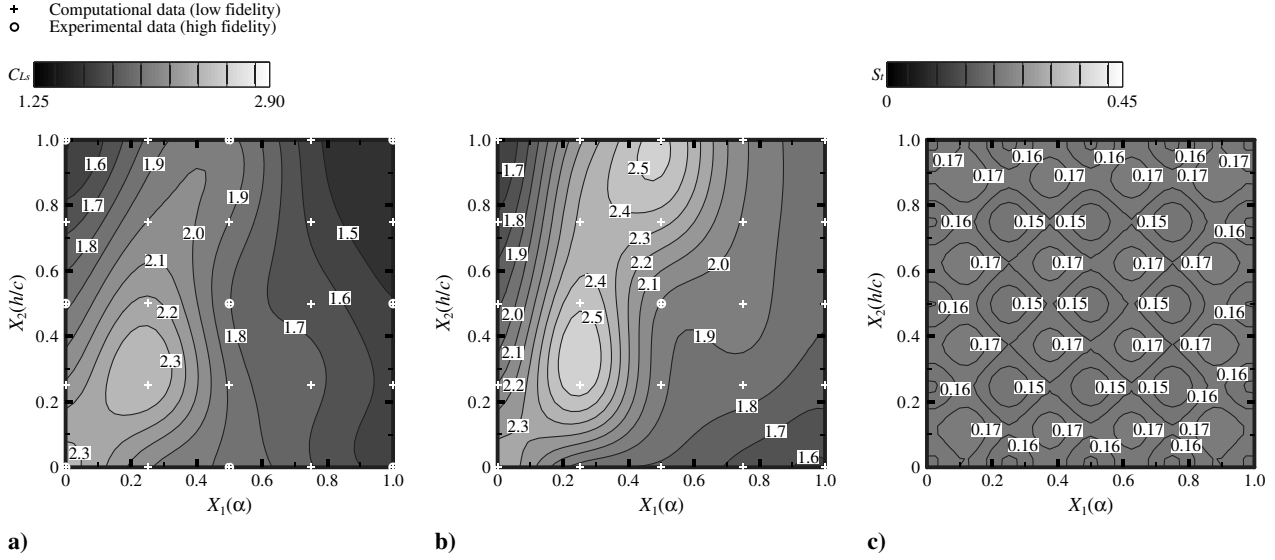 + Computational data (low fidelity)
Experimental data (high fidelity)
CLs
1.25 2.90
St
0 0.45
1.0
0.8
0.6
0.4
0.2
0
X2(h/c)
1.6 1.9
1.7
1.8
2.0
2.1
1.9
1.5
2.2
1.6
1.7
1.8
2.3
2.3
0 0.2 0.4 0.6 0.8 1.0
X1(α)
a)
1.0
0.8
0.6
0.4
0.2
0
X2(h/c)
1.7 2.5
2.4
1.8
2.3
1.9
2.2 2.0
2.4 2.1
2.0 2.5
1.9
2.1
2.2
1.8
2.3
1.7
1.6
0 0.2 0.4 0.6 0.8 1.0
X1(α)
b)
1.0
0.8
0.6
0.4
0.2
0
X2(h/c)
0.17 0.16 0.16 0.16 0.17
0.17 0.17 0.17 0.17
0.16 0.15 0.15 0.15 0.16
0.17 0.17 0.17 0.17
0.16 0.15 0.15 0.15 0.16
0.17 0.17 0.17 0.17
0.16 0.15 0.15 0.15 0.16 0.16
0.17 0.17 0.17 0.17
0.16 0.16 0.16
0 0.2 0.4 0.6 0.8 1.0
X1(α)
c)